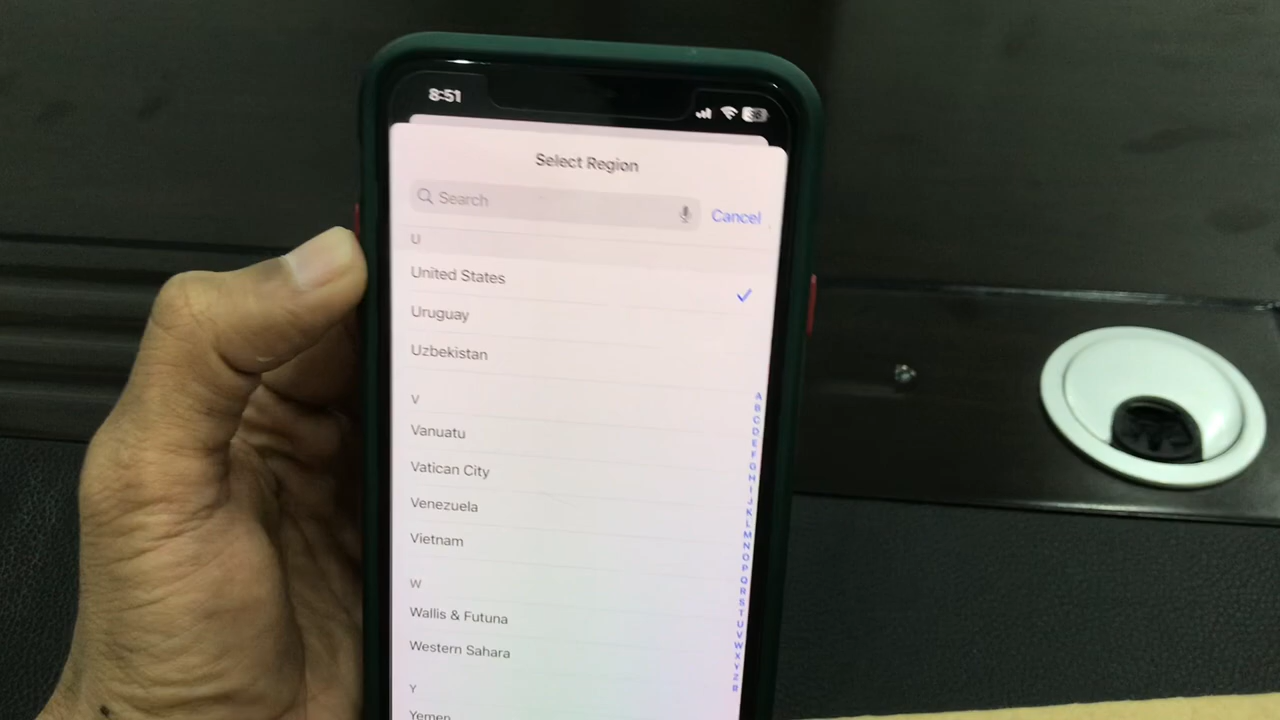 8:51
Select Region
Search
Cancel
U
United States
Uruguay
Uzbekistan
V
Vanuatu
Vatican City
Venezuela
Vietnam
W
Wallis & Futuna
Western Sahara
Y
Yemen
A
B
C
D
E
F
G
H
I
J
K
L
M
N
O
P
Q
R
S
T
U
V
W
X
Y
Z